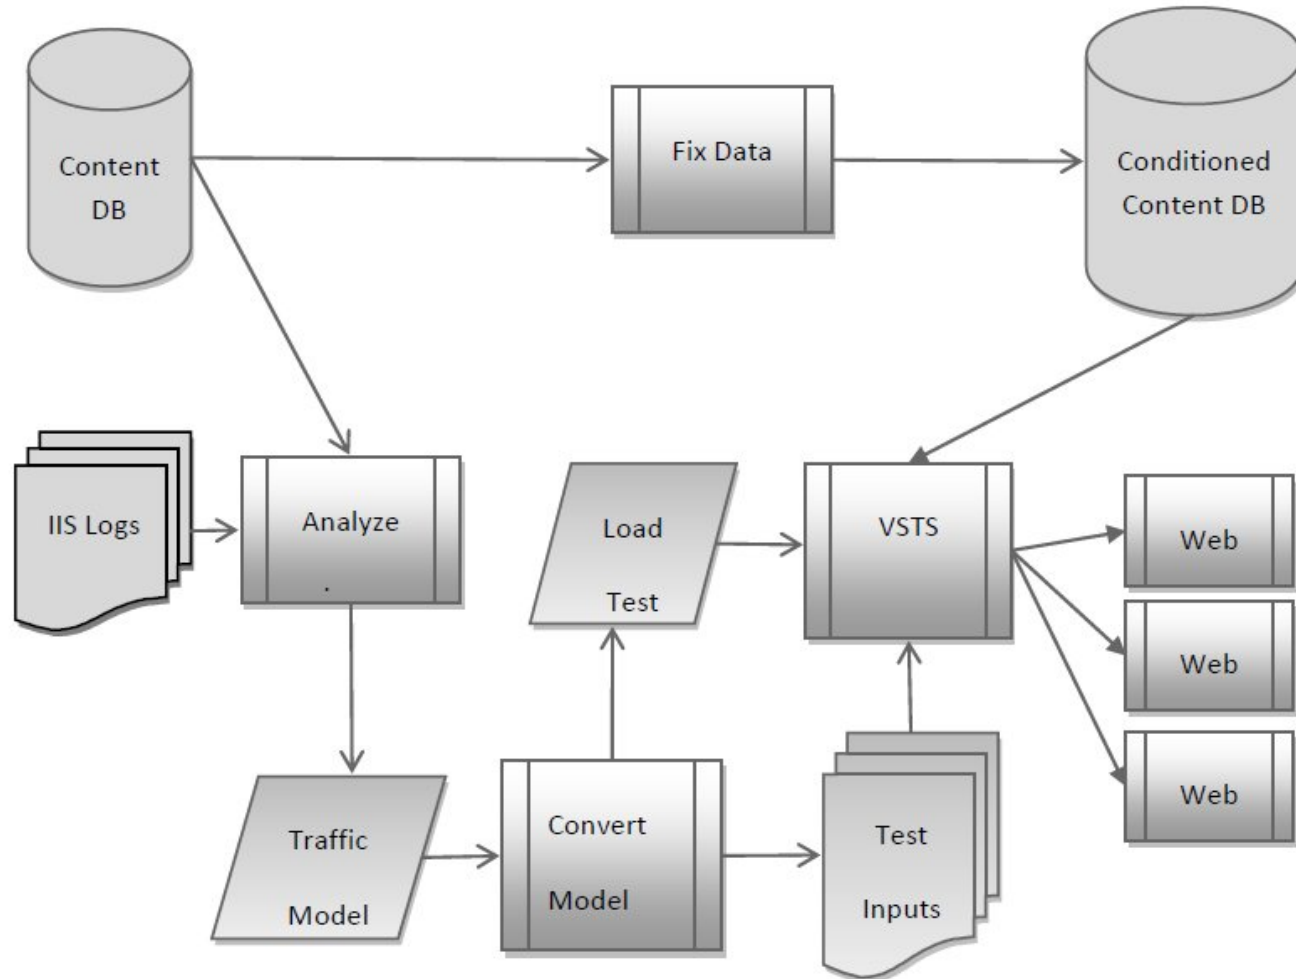 Content
DB
Fix Data
Conditioned
Content DB
IIS Logs
Analyze
.
Load
Test
VSTS
Web
Web
Web
Traffic
Model
Convert
Model
Test
Inputs